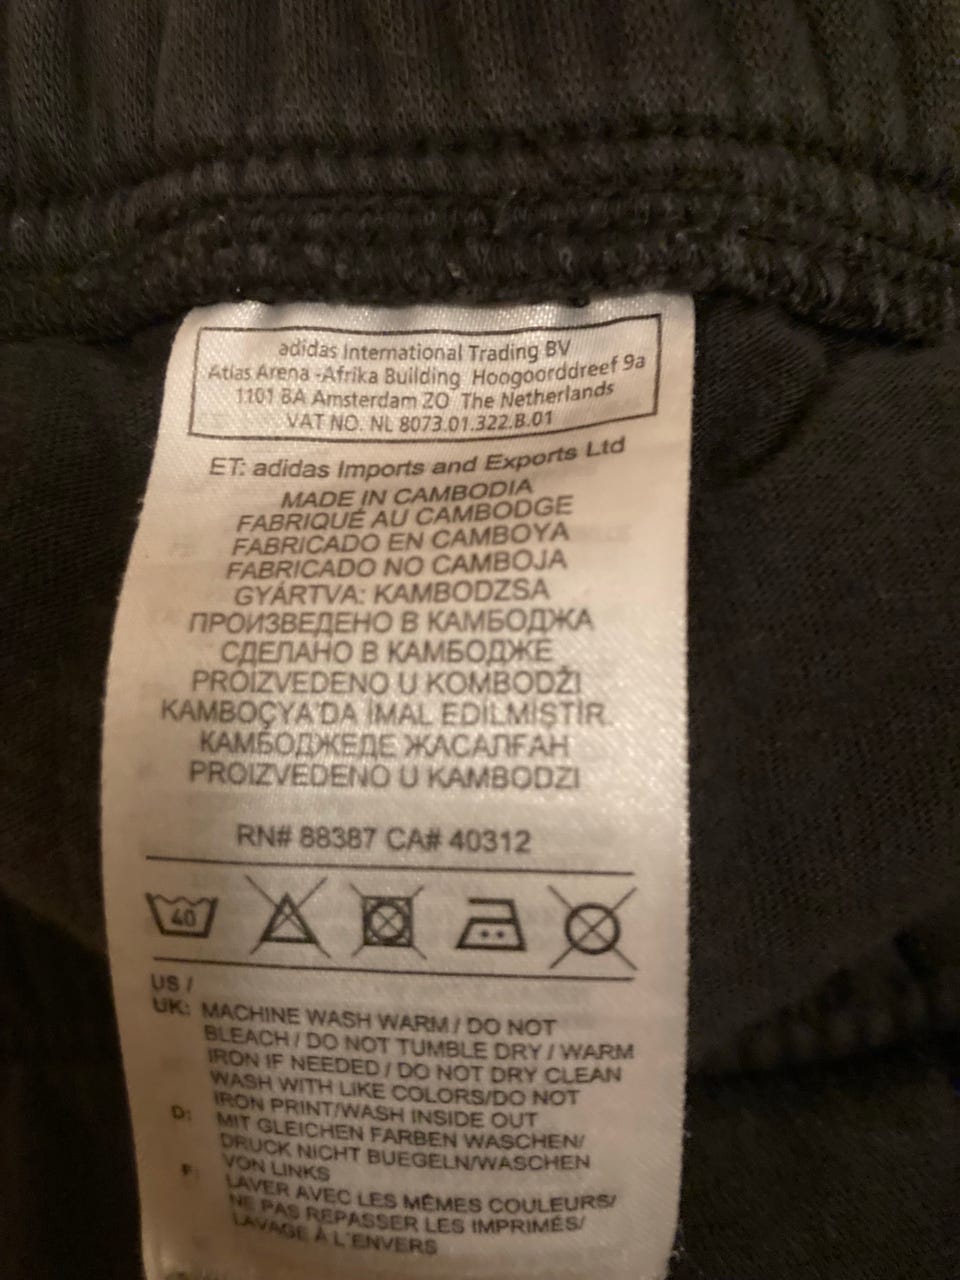 adidas International Trading BV
Atlas Arena -Afrika Building Hoogoorddreef 9a
1101 BA Amsterdam ZO The Netherlands
VAT NO. NL 8073.01.322.B.01
ET: adidas Imports and Exports Ltd
MADE IN CAMBODIA
FABRIQUÉ AU CAMBODGE
FABRICADO EN CAMBOYA
FABRICADO NO CAMBOJA
GYÁRTVA: KAMBODZSA
ПРОИЗВЕДЕНО В КАМБОДЖА
СДЕЛАНО В КАМБОДЖЕ
PROIZVEDENO U KOMBODŽI
KAMBOÇYA'DA İMAL EDİLMİŞTİR.
КАМБОДЖЕДЕ ЖАСАЛҒАН
PROIZVEDENO U KAMBODZI
RN# 88387 CA# 40312
40
US /
UK: MACHINE WASH WARM / DO NOT
BLEACH / DO NOT TUMBLE DRY / WARM
IRON IF NEEDED / DO NOT DRY CLEAN
WASH WITH LIKE COLORS/DO NOT
IRON PRINT/WASH INSIDE OUT
D: MIT GLEICHEN FARBEN WASCHEN/
DRUCK NICHT BUEGELN/WASCHEN
VON LINKS
F: LAVER AVEC LES MÊMES COULEURS/
NE PAS REPASSER LES IMPRIMÉS/
LAVAGE À L'ENVERS